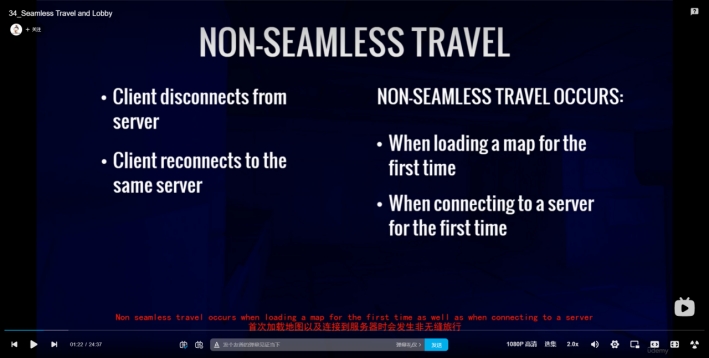 34_Seamless Travel and Lobby
+ 关注
NON-SEAMLESS TRAVEL
• Client disconnects from
server
• Client reconnects to the
same server
NON-SEAMLESS TRAVEL OCCURS:
• When loading a map for the
first time
• When connecting to a server
for the first time
Non seamless travel occurs when loading a map for the first time as well as when connecting to a server
首次加载地图以及连接到服务器时会发生非无缝旅行
01:22 / 24:37
发送
1080P 高清
选集
2.0x
udemy